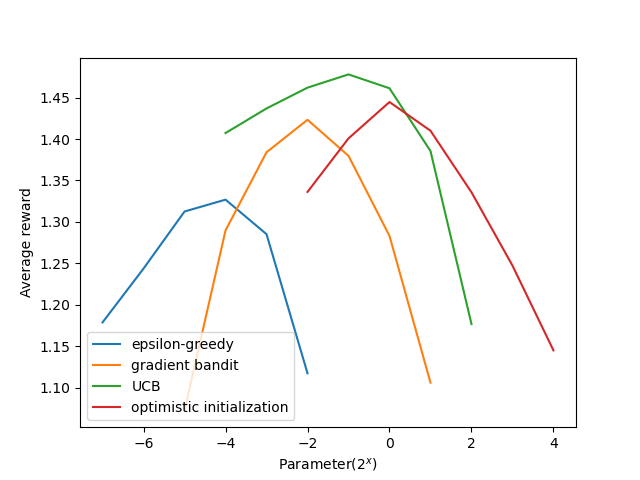 1.45
1.40
1.35
1.30
1.25
1.20
1.15
1.10
Average reward
epsilon-greedy
gradient bandit
UCB
optimistic initialization
−6 −4 −2 0 2 4
Parameter(2ˣ)